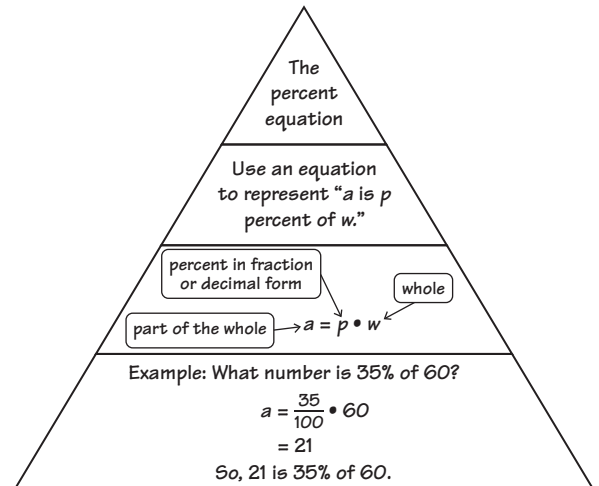 The
percent
equation
Use an equation
to represent “a is p
percent of w.”
percent in fraction
or decimal form
whole
part of the whole
a = p • w
Example: What number is 35% of 60?
a = 35/100 • 60
= 21
So, 21 is 35% of 60.